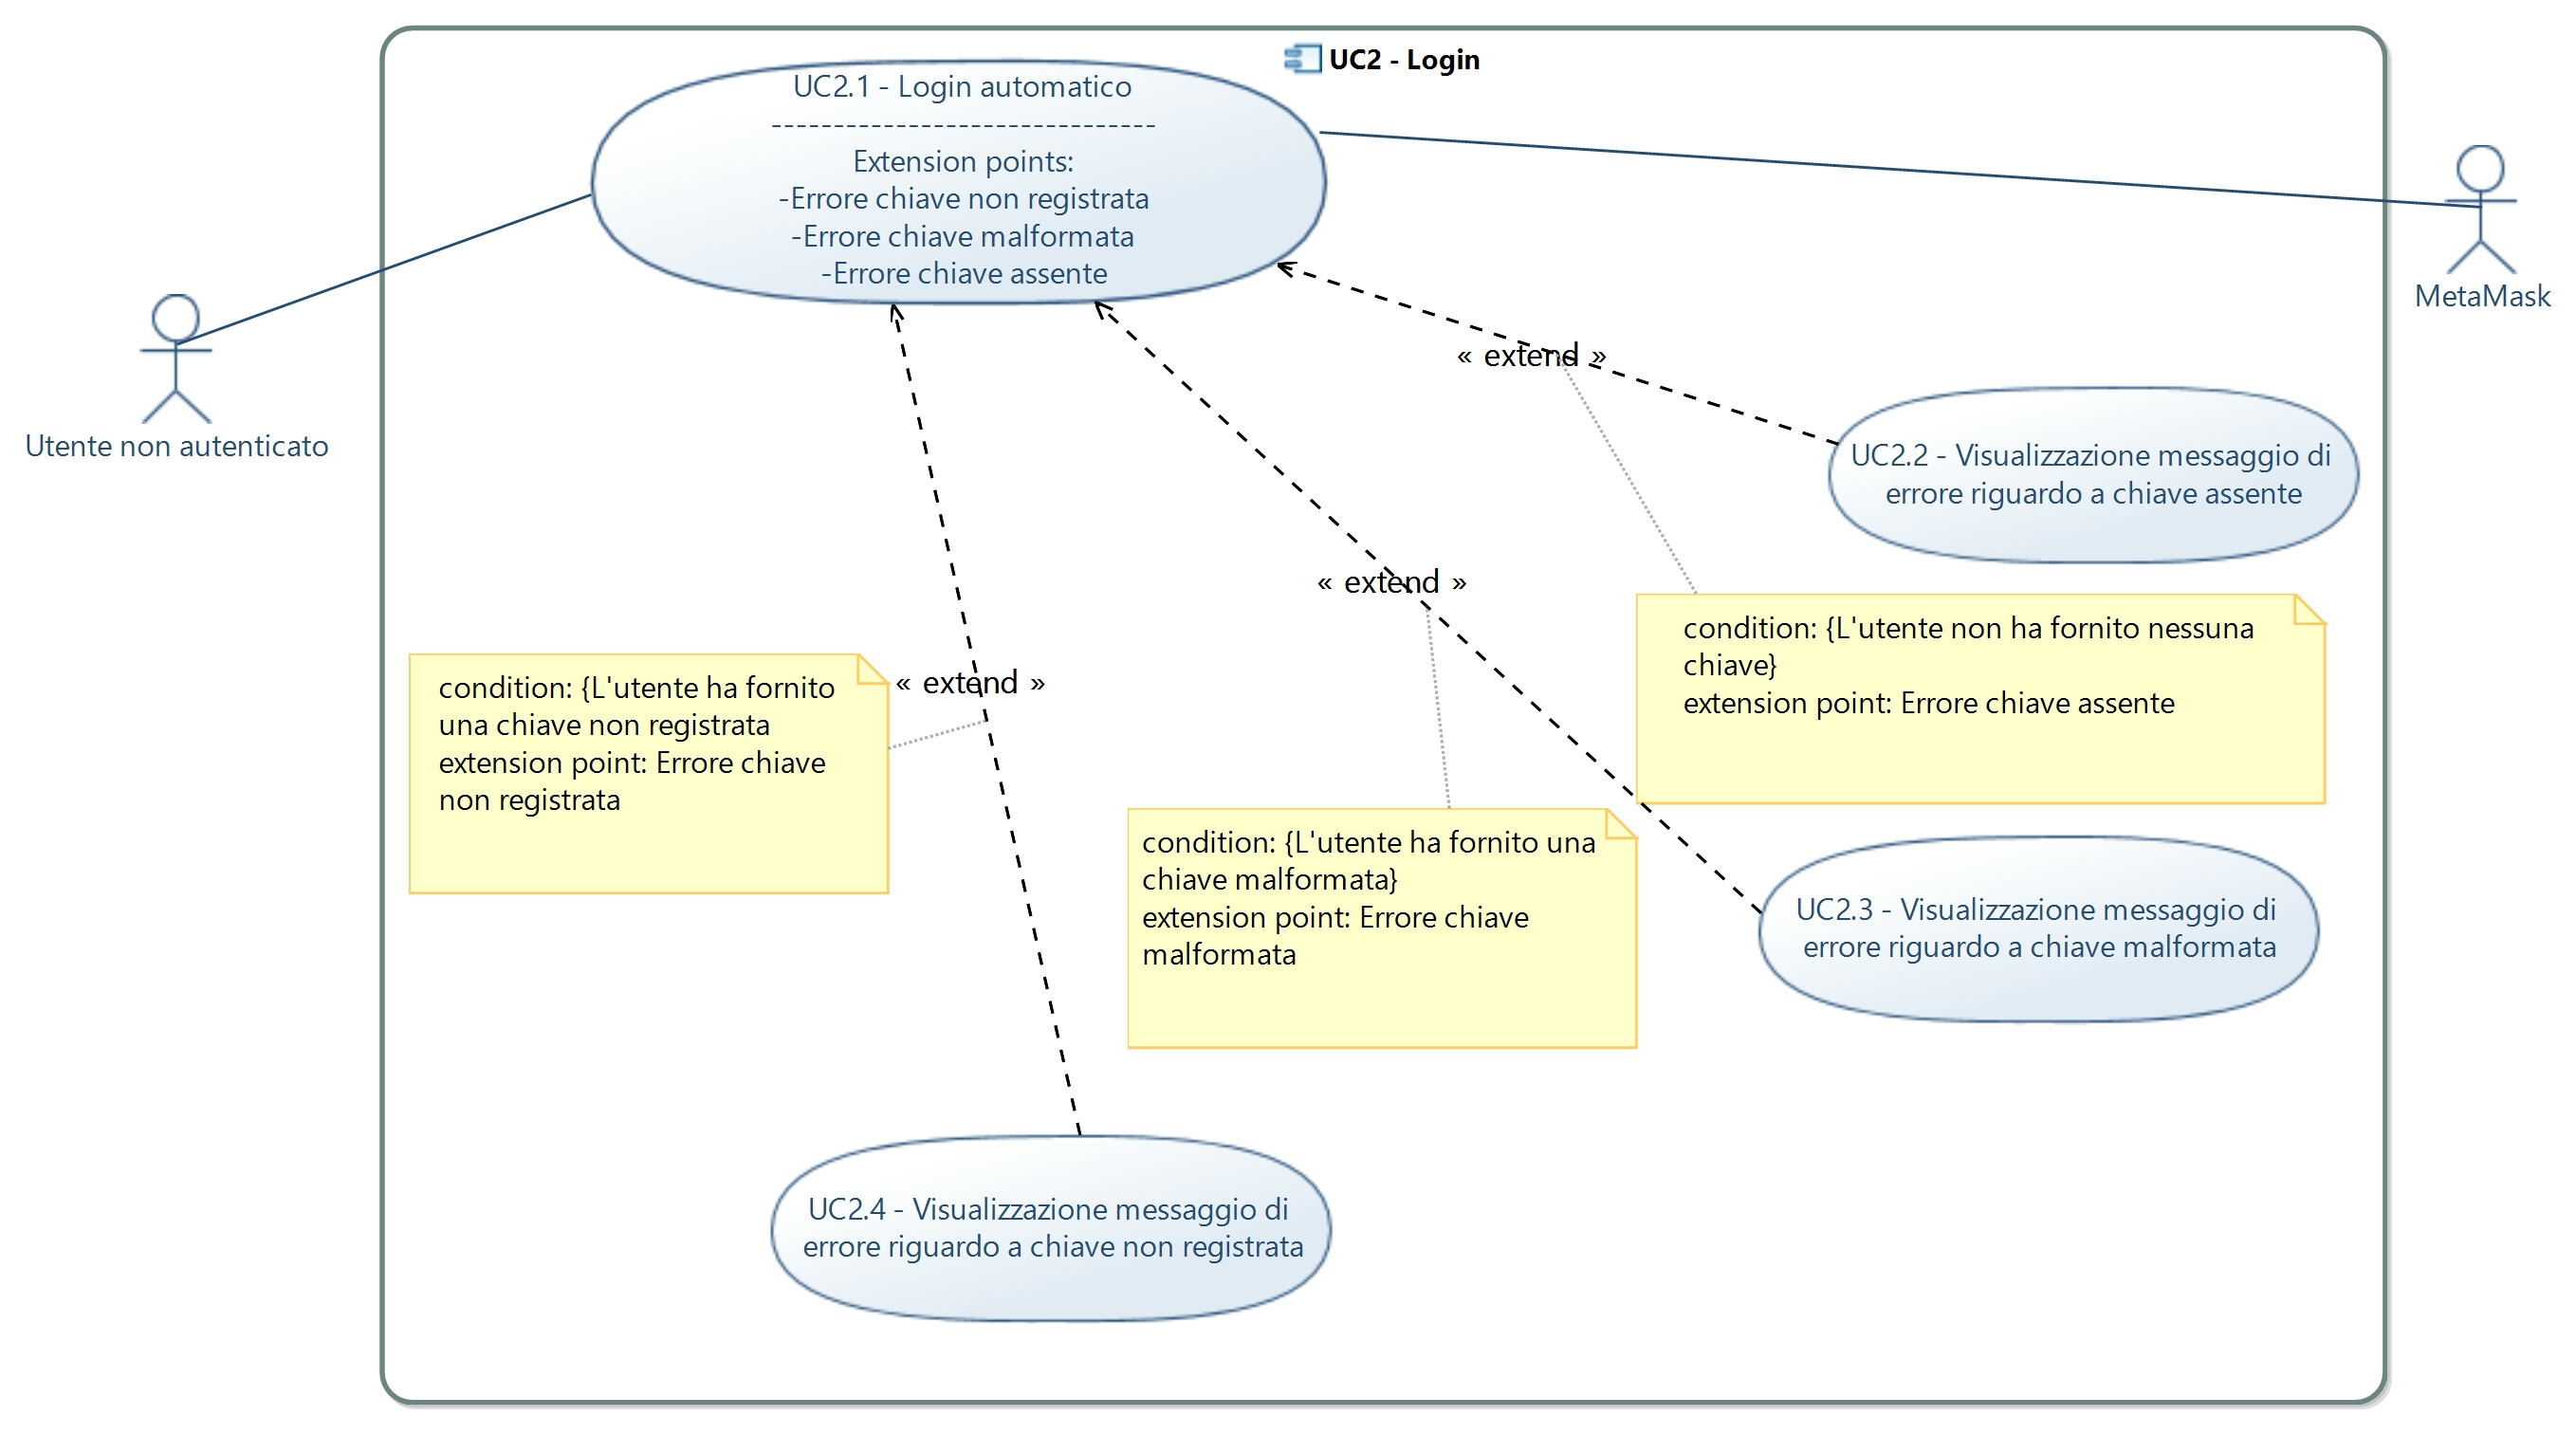 UC2 - Login
UC2.1 - Login automatico
-------------------------------
Extension points:
-Errore chiave non registrata
-Errore chiave malformata
-Errore chiave assente
MetaMask
Utente non autenticato
« extend »
UC2.2 - Visualizzazione messaggio di
errore riguardo a chiave assente
« extend »
condition: {L'utente non ha fornito nessuna
chiave}
extension point: Errore chiave assente
« extend »
condition: {L'utente ha fornito
una chiave non registrata
extension point: Errore chiave
non registrata
condition: {L'utente ha fornito una
chiave malformata}
extension point: Errore chiave
malformata
UC2.3 - Visualizzazione messaggio di
errore riguardo a chiave malformata
UC2.4 - Visualizzazione messaggio di
errore riguardo a chiave non registrata